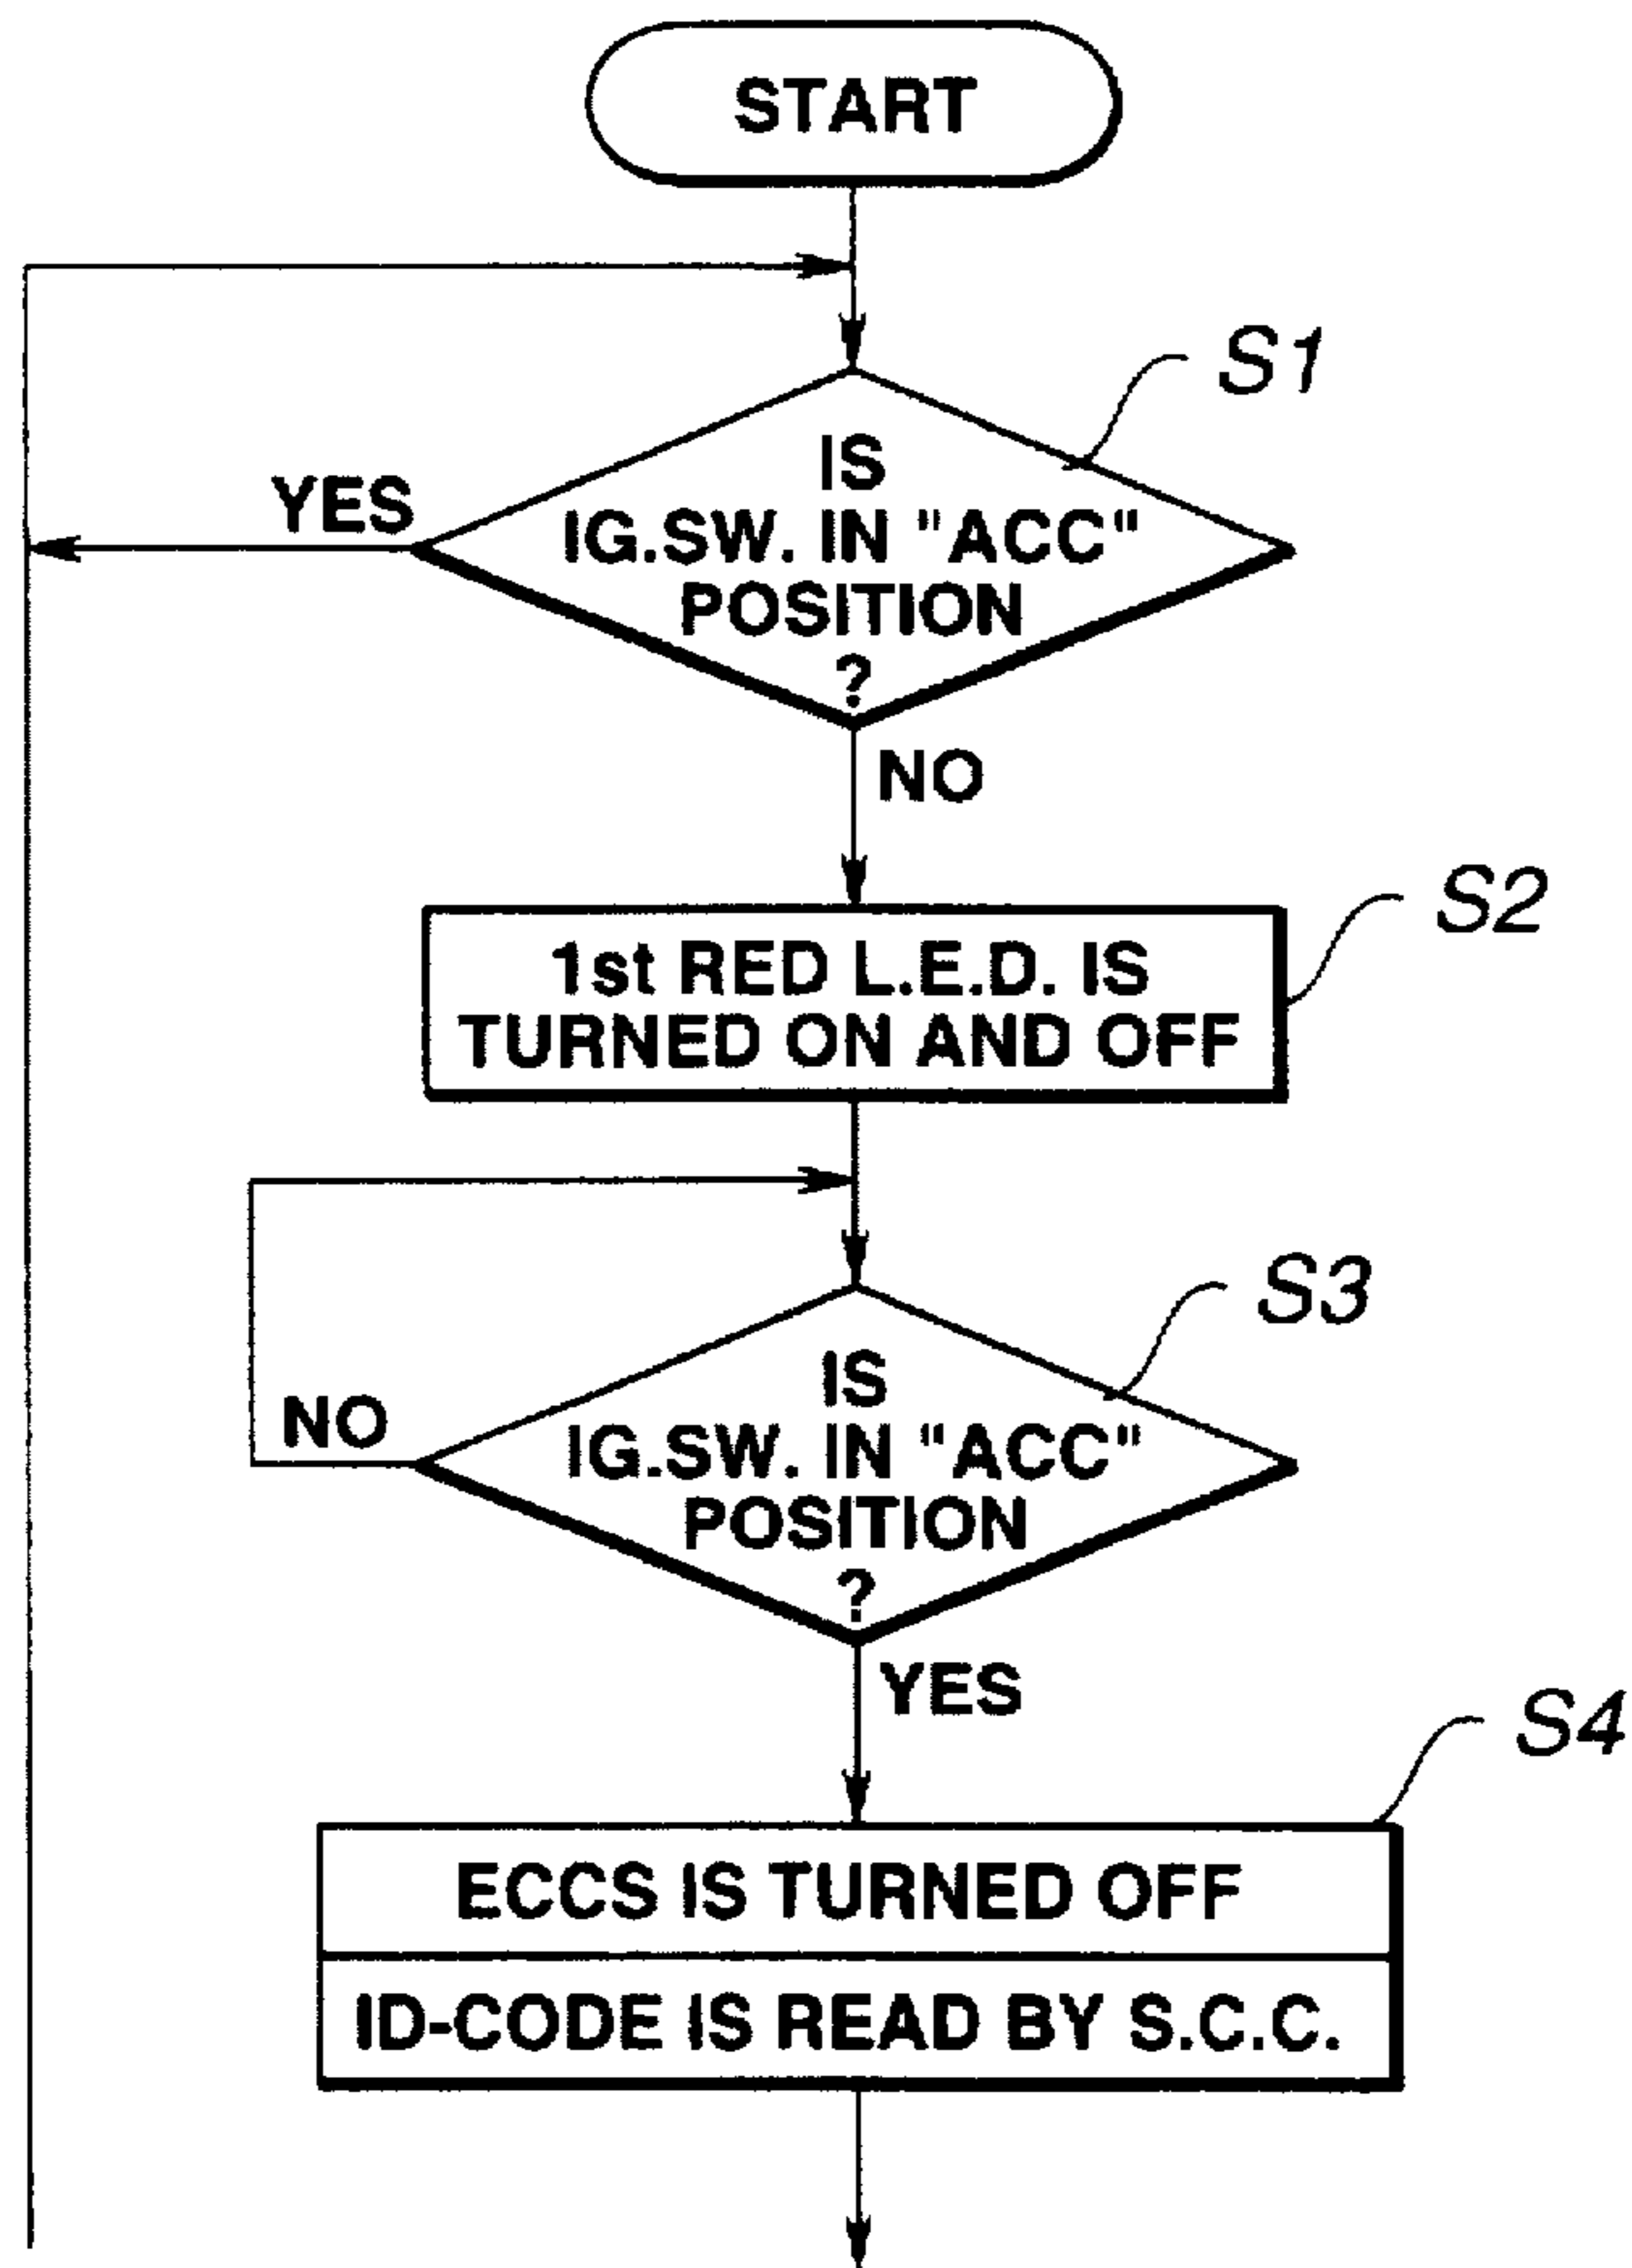 START
S1
IS
YES
IG.SW. IN "ACC"
POSITION
?
NO
S2
1st RED L.E.D. IS
TURNED ON AND OFF
S3
IS
NO
IG.SW. IN "ACC"
POSITION
?
YES
S4
ECCS IS TURNED OFF
ID-CODE IS READ BY S.C.C.